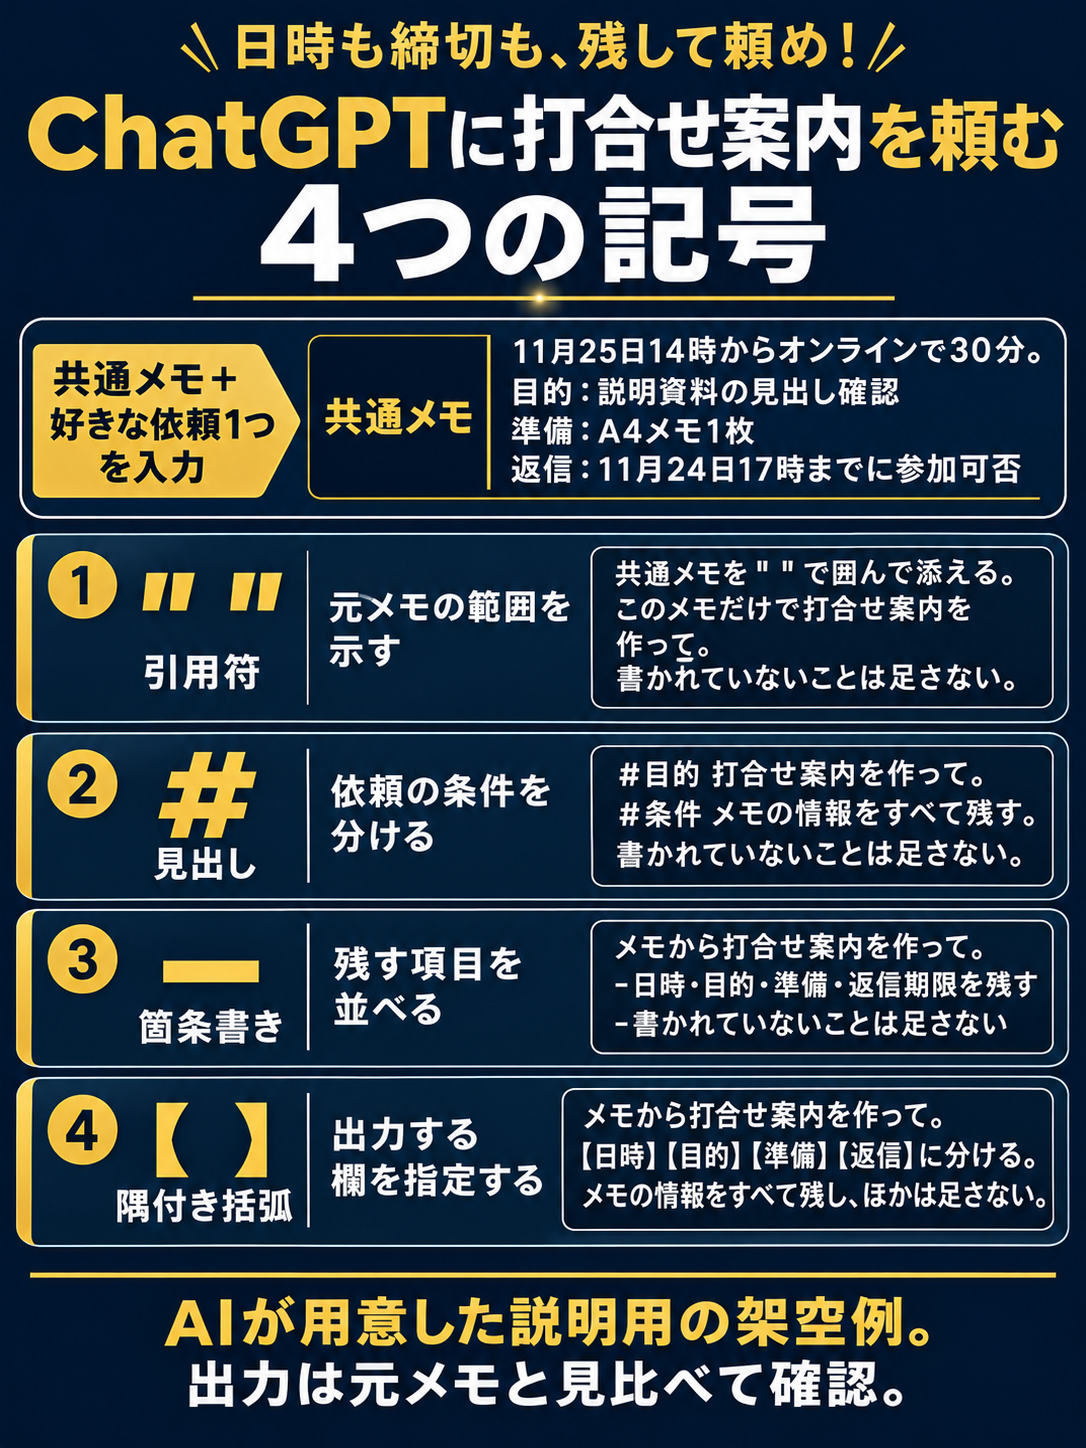 日時も締切も、残して頼め！
ChatGPTに打合せ案内を頼む
4つの記号
共通メモ＋
好きな依頼1つ
を入力
共通メモ
11月25日14時からオンラインで30分。
目的：説明資料の見出し確認
準備：A4メモ1枚
返信：11月24日17時までに参加可否
1
" "
引用符
元メモの範囲を
示す
共通メモを " " で囲んで添える。
このメモだけで打合せ案内を
作って。
書かれていないことは足さない。
2
#
見出し
依頼の条件を
分ける
#目的 打合せ案内を作って。
#条件 メモの情報をすべて残す。
書かれていないことは足さない。
3
ー
箇条書き
残す項目を
並べる
メモから打合せ案内を作って。
-日時・目的・準備・返信期限を残す
-書かれていないことは足さない
4
【 】
隅付き括弧
出力する
欄を指定する
メモから打合せ案内を作って。
【日時】【目的】【準備】【返信】に分ける。
メモの情報をすべて残し、ほかは足さない。
AIが用意した説明用の架空例。
出力は元メモと見比べて確認。